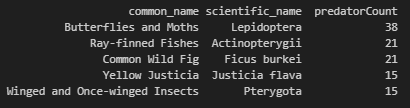 common_name scientific_name predatorCount
Butterflies and Moths Lepidoptera 38
Ray-finned Fishes Actinopterygii 21
Common Wild Fig Ficus burkei 21
Yellow Justicia Justicia flava 15
Winged and Once-winged Insects Pterygota 15